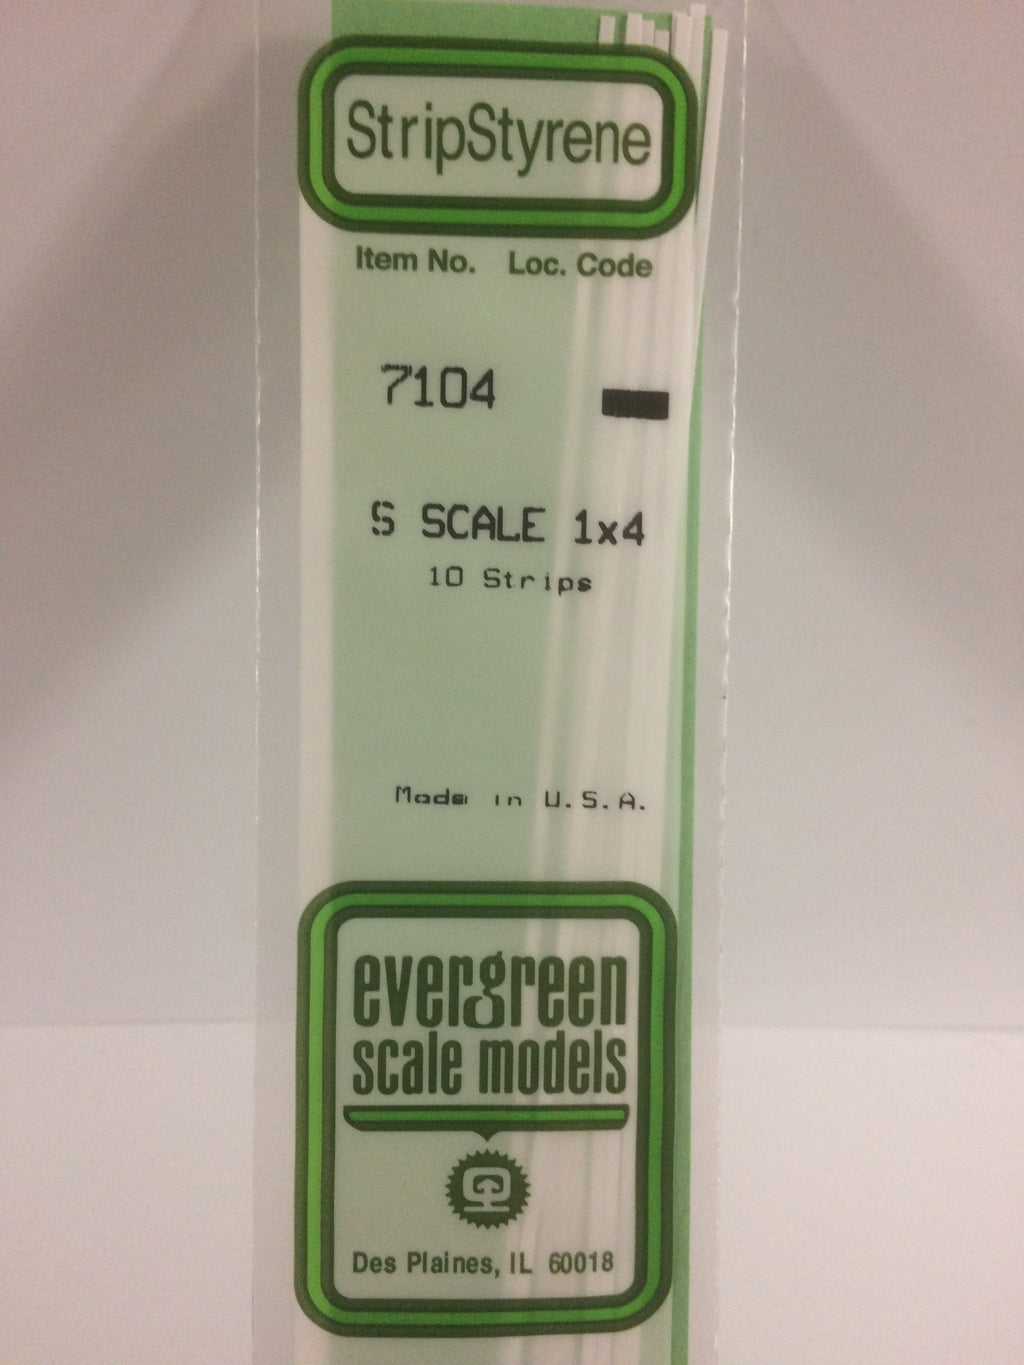 StripStyrene
Item No. Loc. Code
7104
S SCALE 1x4
10 Strips
Made in U.S.A.
evergreen
scale models
Des Plaines, IL 60018